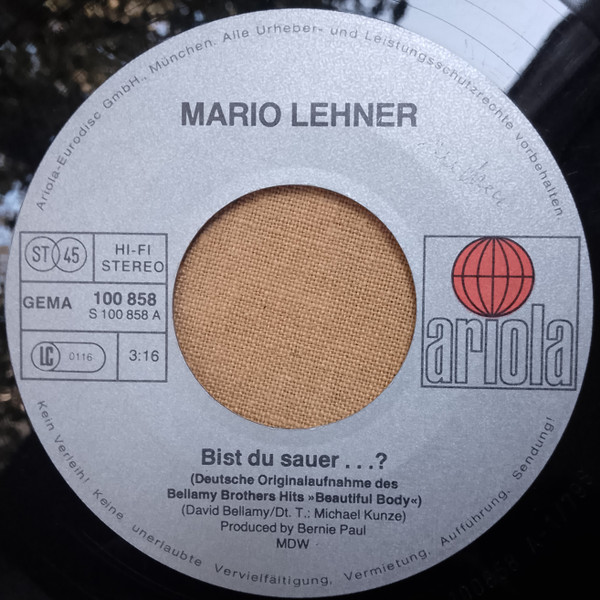 Ariola-Eurodisc GmbH., München. Alle Urheber- und Leistungsschutzrechte vorbehalten.
MARIO LEHNER
ST 45
HI-FI
STEREO
GEMA
100 858
S 100 858 A
LC 0116
3:16
ariola
Bist du sauer . . .?
(Deutsche Originalaufnahme des
Bellamy Brothers Hits »Beautiful Body«)
(David Bellamy/Dt. T.: Michael Kunze)
Produced by Bernie Paul
MDW
Kein Verleih! Keine unerlaubte Vervielfältigung, Vermietung, Aufführung, Sendung!